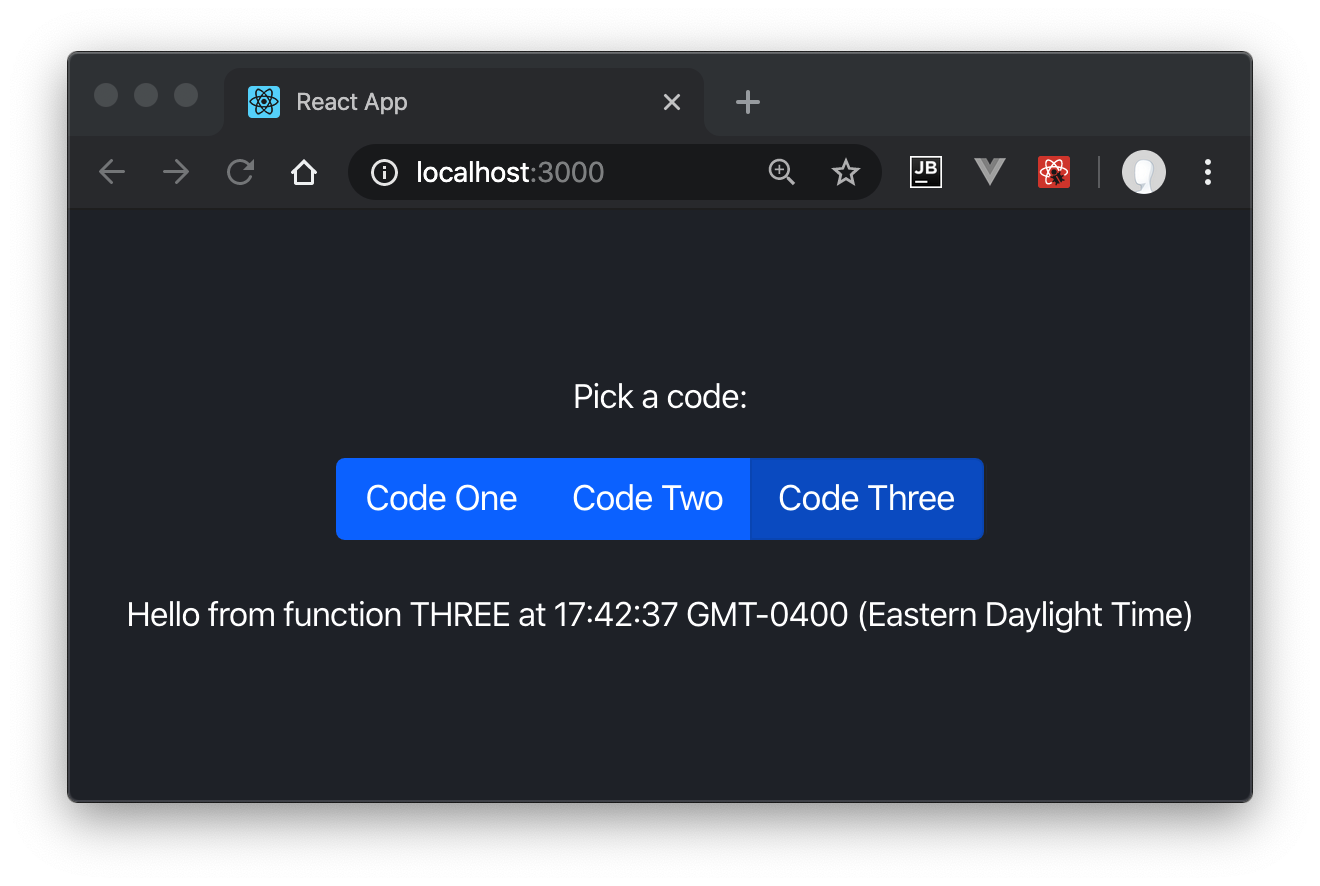 React App
localhost:3000
JB
Pick a code:
Code One
Code Two
Code Three
Hello from function THREE at 17:42:37 GMT-0400 (Eastern Daylight Time)